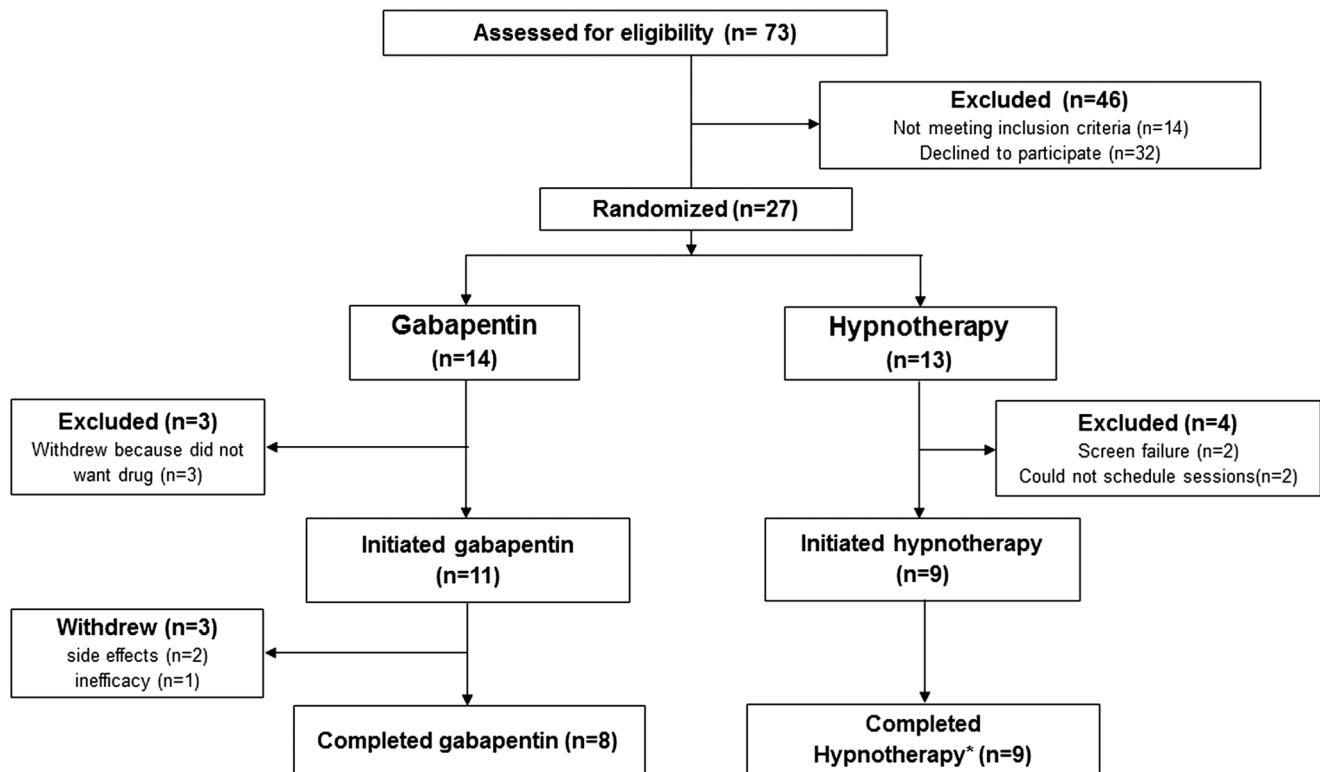 Assessed for eligibility (n= 73)
Excluded (n=46)
Not meeting inclusion criteria (n=14)
Declined to participate (n=32)
Randomized (n=27)
Gabapentin
(n=14)
Hypnotherapy
(n=13)
Excluded (n=3)
Withdrew because did not
want drug (n=3)
Excluded (n=4)
Screen failure (n=2)
Could not schedule sessions(n=2)
Initiated gabapentin
(n=11)
Initiated hypnotherapy
(n=9)
Withdrew (n=3)
side effects (n=2)
inefficacy (n=1)
Completed gabapentin (n=8)
Completed
Hypnotherapy* (n=9)